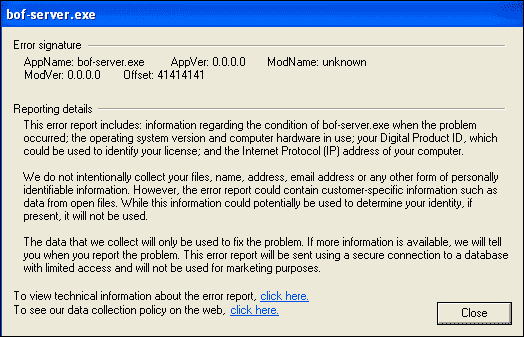 bof-server.exe
Error signature
AppName: bof-server.exe AppVer: 0.0.0.0 ModName: unknown
ModVer: 0.0.0.0 Offset: 41414141
Reporting details
This error report includes: information regarding the condition of bof-server.exe when the problem
occurred; the operating system version and computer hardware in use; your Digital Product ID, which
could be used to identify your license; and the Internet Protocol (IP) address of your computer.
We do not intentionally collect your files, name, address, email address or any other form of personally
identifiable information. However, the error report could contain customer-specific information such as
data from open files. While this information could potentially be used to determine your identity, if
present, it will not be used.
The data that we collect will only be used to fix the problem. If more information is available, we will tell
you when you report the problem. This error report will be sent using a secure connection to a database
with limited access and will not be used for marketing purposes.
To view technical information about the error report, click here.
To see our data collection policy on the web, click here.
Close